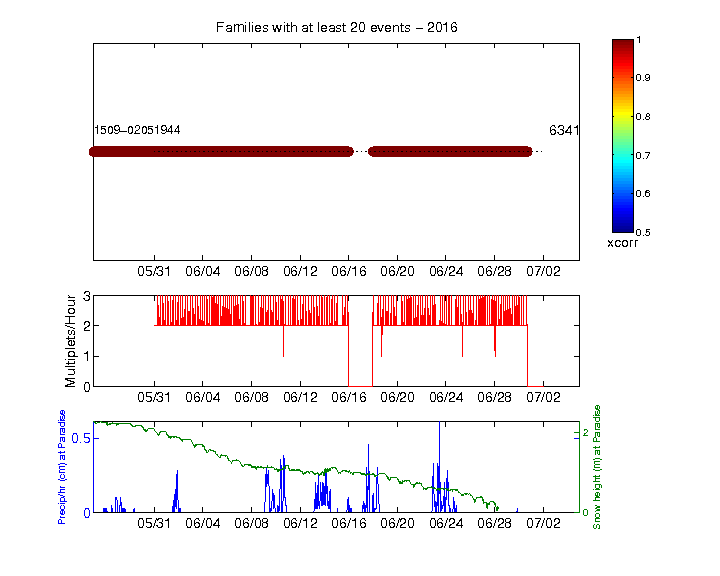 Families with at least 20 events − 2016
1509−02051944
6341
1
0.9
0.8
0.7
0.6
0.5
xcorr
05/31 06/04 06/08 06/12 06/16 06/20 06/24 06/28 07/02
Multiplets/Hour
3
2
1
0
05/31 06/04 06/08 06/12 06/16 06/20 06/24 06/28 07/02
Precip/hr (cm) at Paradise
0.5
0
2
0
Snow height (m) at Paradise
05/31 06/04 06/08 06/12 06/16 06/20 06/24 06/28 07/02